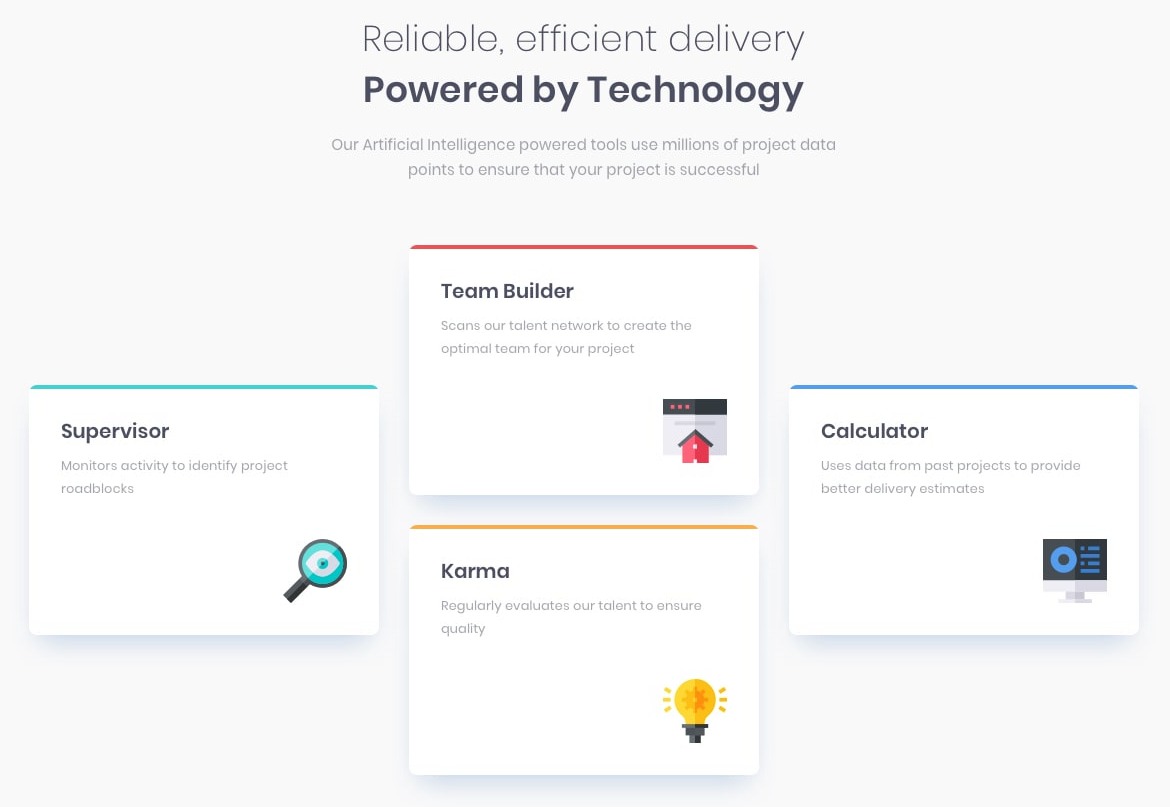 Reliable, efficient delivery
Powered by Technology
Our Artificial Intelligence powered tools use millions of project data
points to ensure that your project is successful
Team Builder
Scans our talent network to create the
optimal team for your project
Supervisor
Monitors activity to identify project
roadblocks
Calculator
Uses data from past projects to provide
better delivery estimates
Karma
Regularly evaluates our talent to ensure
quality